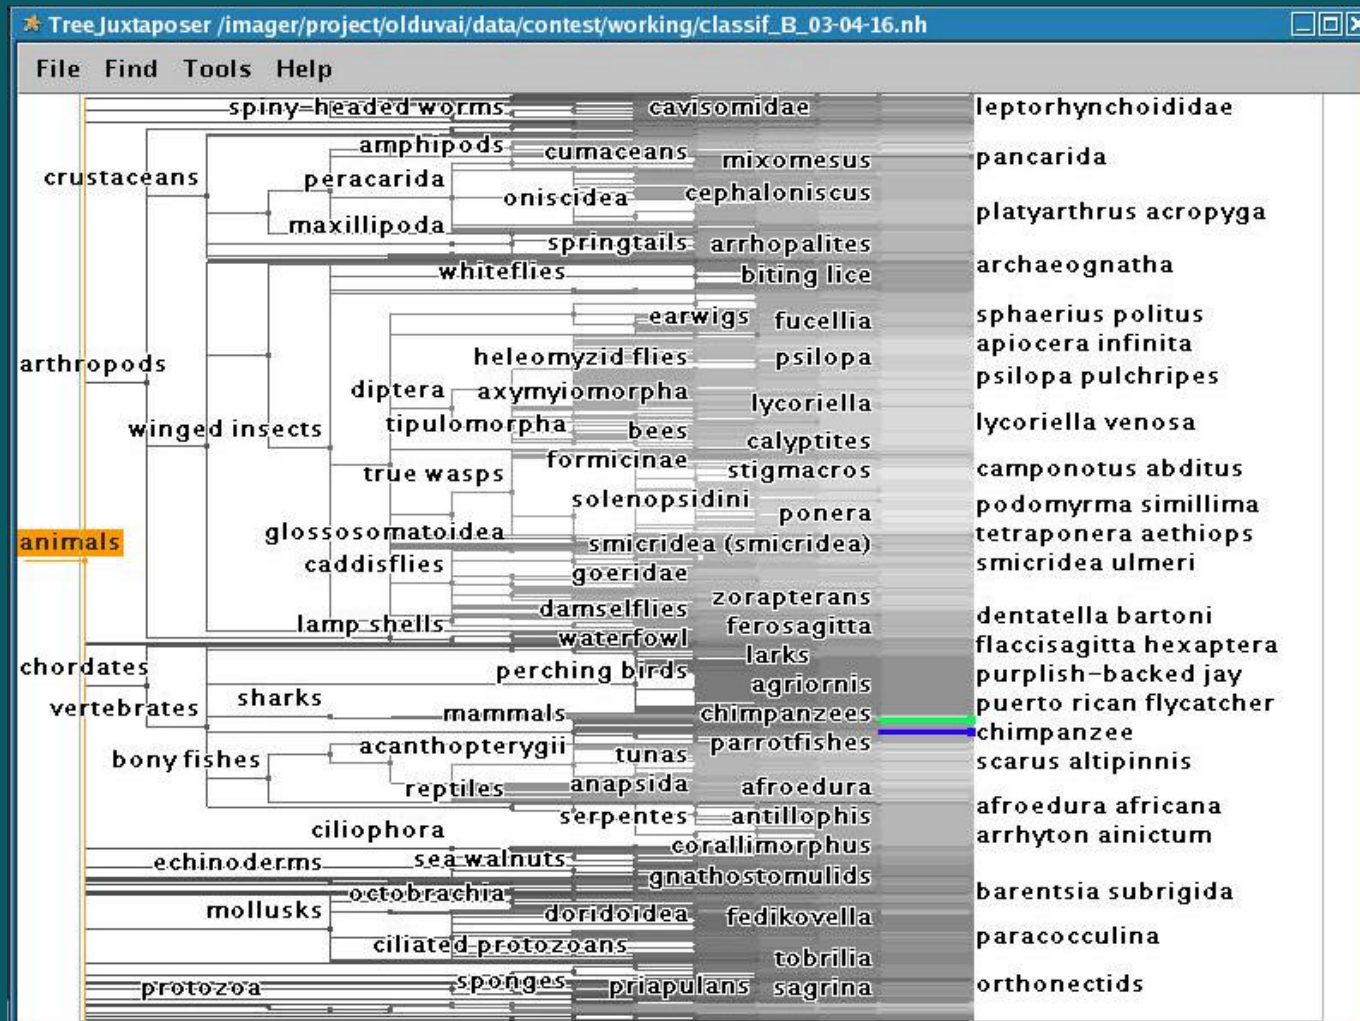 TreeJuxtaposer /imager/project/olduvai/data/contest/working/classif_B_03-04-16.nh
File Find Tools Help
spiny-headed worms cavisomidae leptorhynchoididae
amphipods cumaceans mixomesus pancarida
crustaceans peracarida oniscidea cephaloniscus
maxillipoda platyarthrus acropyga
springtails arrhopalites
whiteflies biting lice archaeognatha
earwigs fucellia sphaerius politus
apiocera infinita
arthropods heleomyzid flies psilopa
psilopa pulchripes
diptera axymyiomorpha lycoriella
winged insects tipulomorpha bees calyptites lycoriella venosa
true wasps formicinae stigmacros camponotus abditus
solenopsidini ponera podomyrma simillima
glossosomatoidea tetraponera aethiops
animals smicridea (smicridea)
caddisflies goeridae smicridea ulmeri
zorapterans
lamp shells damselflies ferosagitta dentatella bartoni
waterfowl flaccisagitta hexaptera
chordates perching birds larks purplish-backed jay
vertebrates sharks agriornis puerto rican flycatcher
mammals chimpanzees chimpanzee
bony fishes acanthopterygii tunas parrotfishes scarus altipinnis
reptiles anapsida afroedura afroedura africana
ciliophora serpentes antillophis arrhyton ainictum
echinoderms sea walnuts corallimorphus
octobrachia gnathostomulids barentsia subrigida
mollusks doridoidea fedikovella
ciliated protozoans tobrilia paracocculina
protozoa sponges priapulans sagrina orthonectids